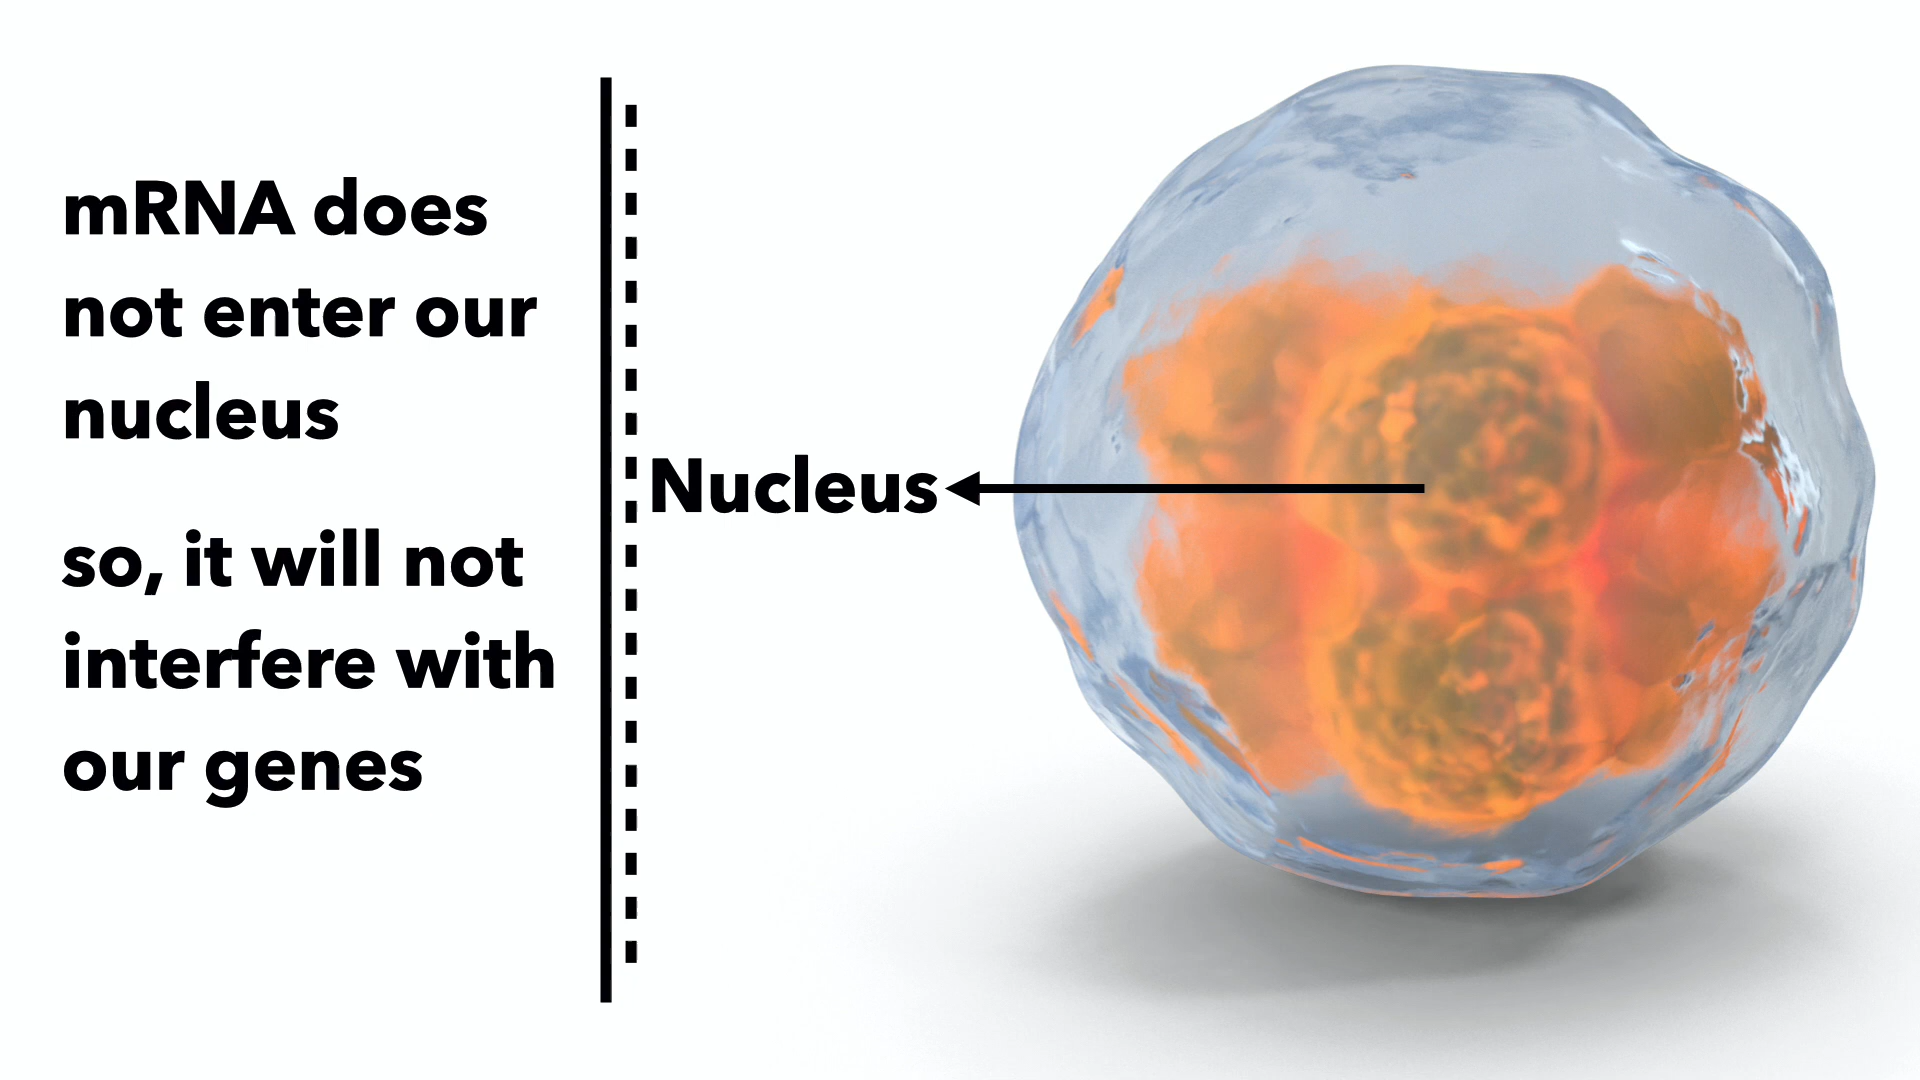 mRNA does
not enter our
nucleus
so, it will not
interfere with
our genes
Nucleus